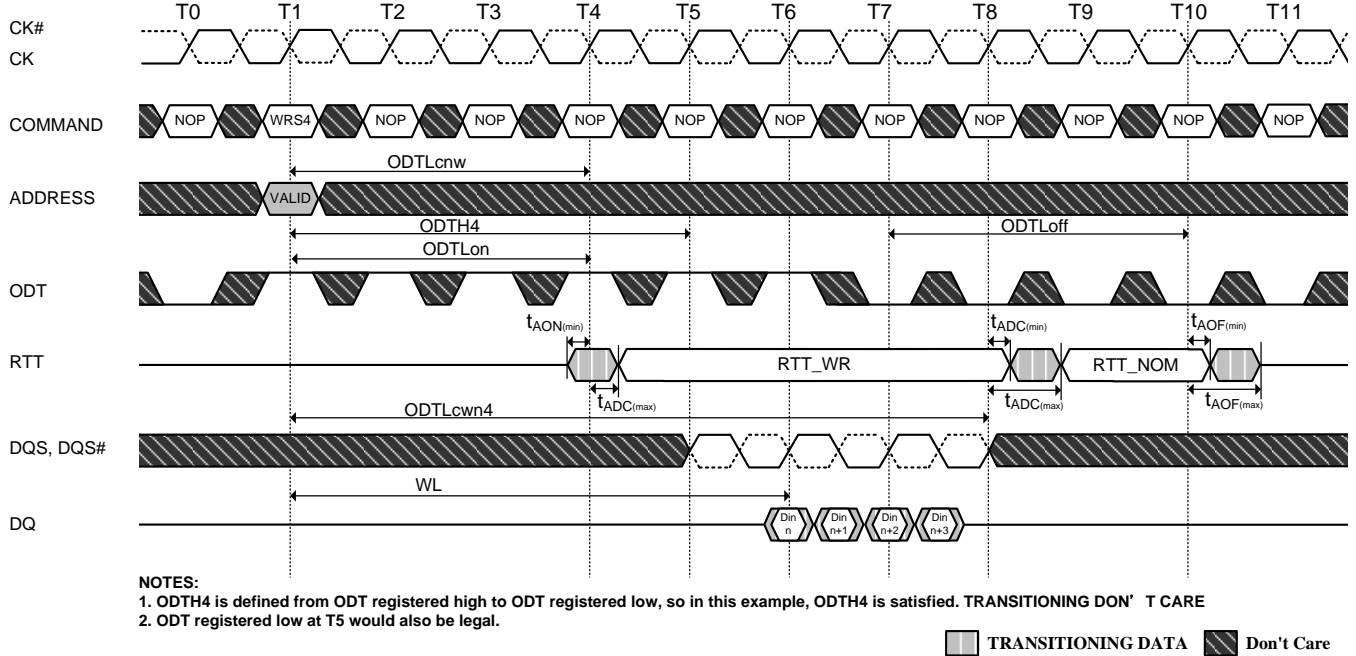 T0 T1 T2 T3 T4 T5 T6 T7 T8 T9 T10 T11
CK#
CK
COMMAND NOP WRS4 NOP NOP NOP NOP NOP NOP NOP NOP NOP NOP
ODTLcnw
ADDRESS VALID
ODTH4 ODTLoff
ODTLon
ODT
tAON(min) tADC(min) tAOF(min)
RTT RTT_WR RTT_NOM
tADC(max) tADC(max) tAOF(max)
ODTLcwn4
DQS, DQS#
WL
DQ Din n Din n+1 Din n+2 Din n+3
NOTES:
1. ODTH4 is defined from ODT registered high to ODT registered low, so in this example, ODTH4 is satisfied. TRANSITIONING DON' T CARE
2. ODT registered low at T5 would also be legal.
TRANSITIONING DATA Don't Care